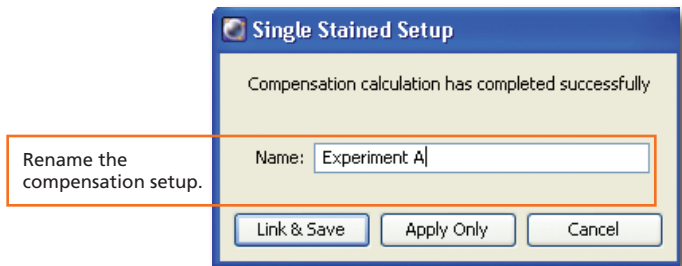 Single Stained Setup
Compensation calculation has completed successfully
Rename the
compensation setup.
Name: Experiment A
Link & Save Apply Only Cancel